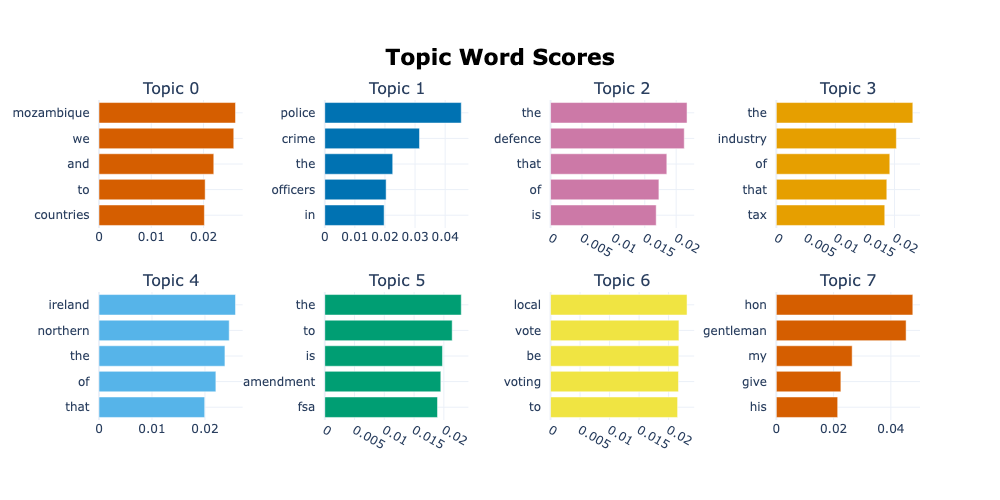 Topic Word Scores
Topic 0
mozambique
we
and
to
countries
0 0.01 0.02
Topic 1
police
crime
the
officers
in
0 0.01 0.02 0.03 0.04
Topic 2
the
defence
that
of
is
0 0.005 0.01 0.015 0.02
Topic 3
the
industry
of
that
tax
0 0.005 0.01 0.015 0.02
Topic 4
ireland
northern
the
of
that
0 0.01 0.02
Topic 5
the
to
is
amendment
fsa
0 0.005 0.01 0.015 0.02
Topic 6
local
vote
be
voting
to
0 0.005 0.01 0.015 0.02
Topic 7
hon
gentleman
my
give
his
0 0.02 0.04